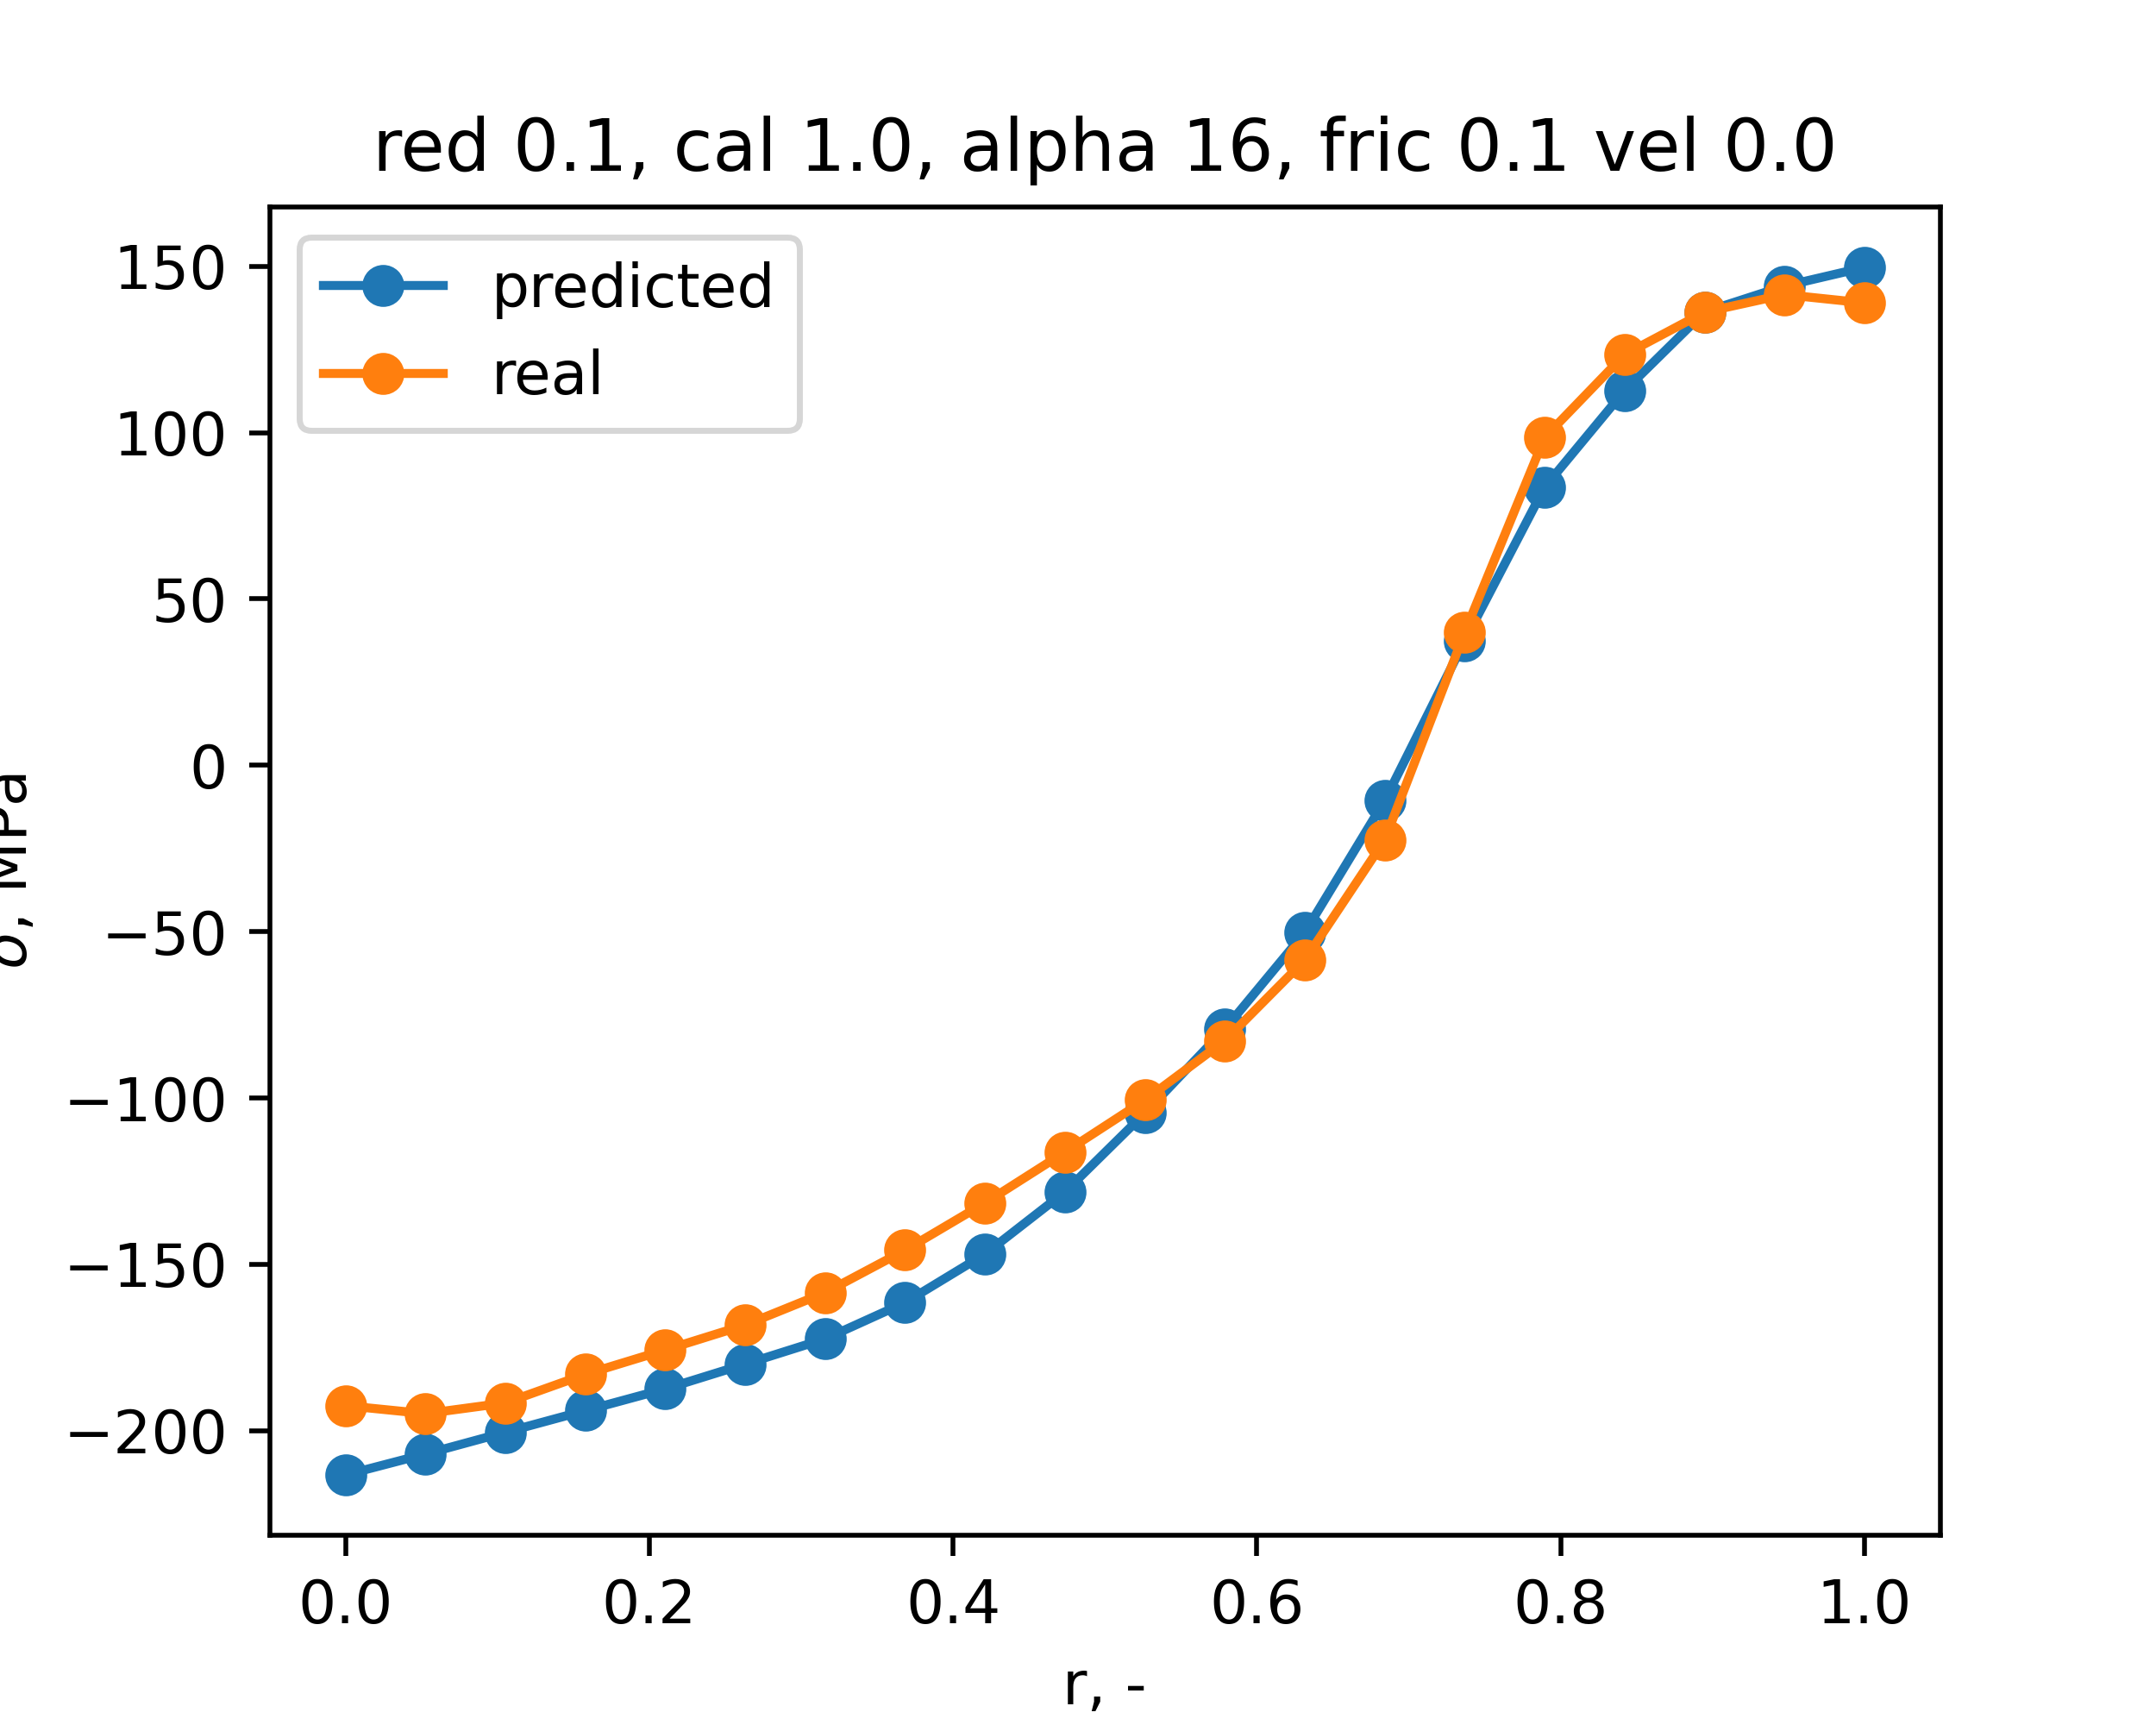 red 0.1, cal 1.0, alpha 16, fric 0.1 vel 0.0
predicted
real
150
100
50
0
−50
−100
−150
−200
σ, MPa
0.0 0.2 0.4 0.6 0.8 1.0
r, -